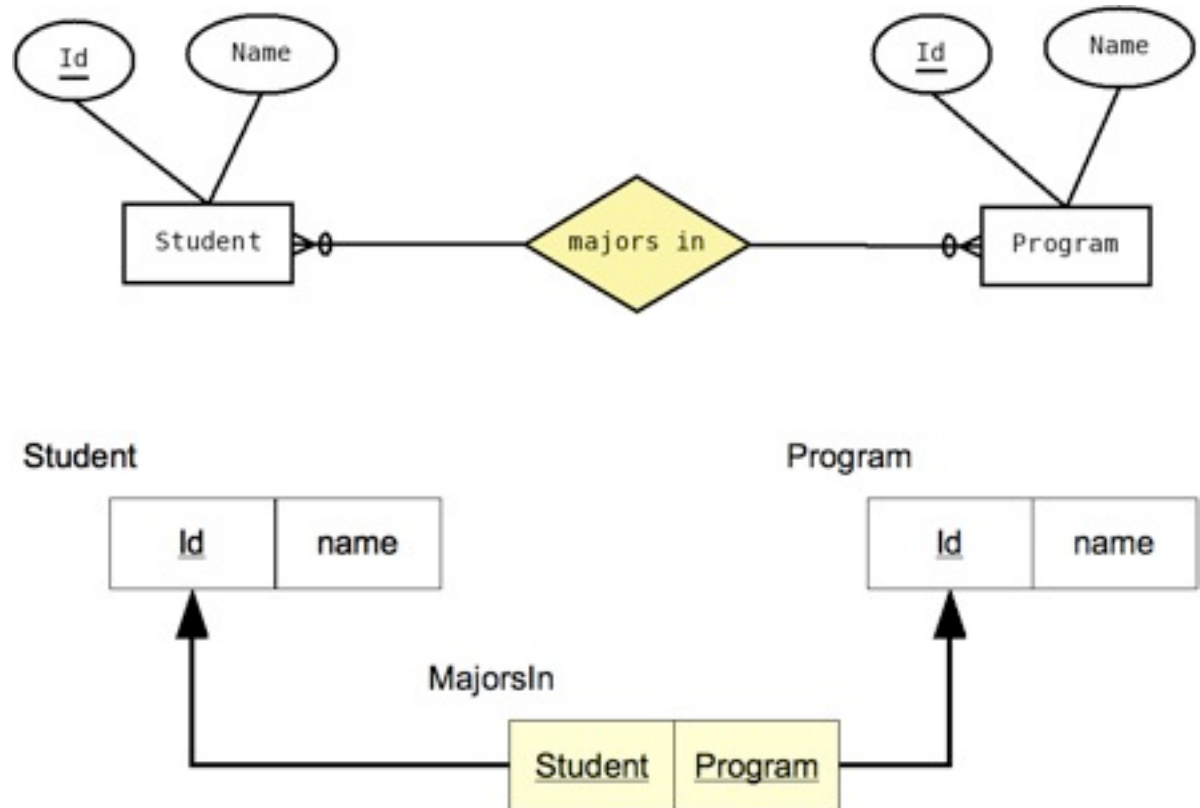 Id Name Id Name
Student majors in Program
Student Program
Id name Id name
MajorsIn
Student Program